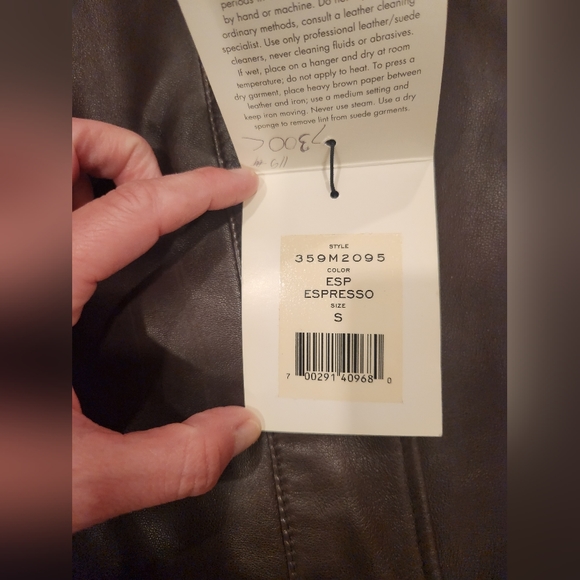 by hand or machine. Do not
ordinary methods, consult a leather cleaning
specialist. Use only professional leather/suede
cleaners, never cleaning fluids or abrasives.
If wet, place on a hanger and dry at room
temperature; do not apply to heat. To press a
dry garment, place heavy brown paper between
leather and iron; use a medium setting and
keep iron moving. Never use steam. Use a dry
sponge to remove lint from suede garments.
STYLE
359M2095
COLOR
ESP
ESPRESSO
SIZE
S
7 00291 40968 0